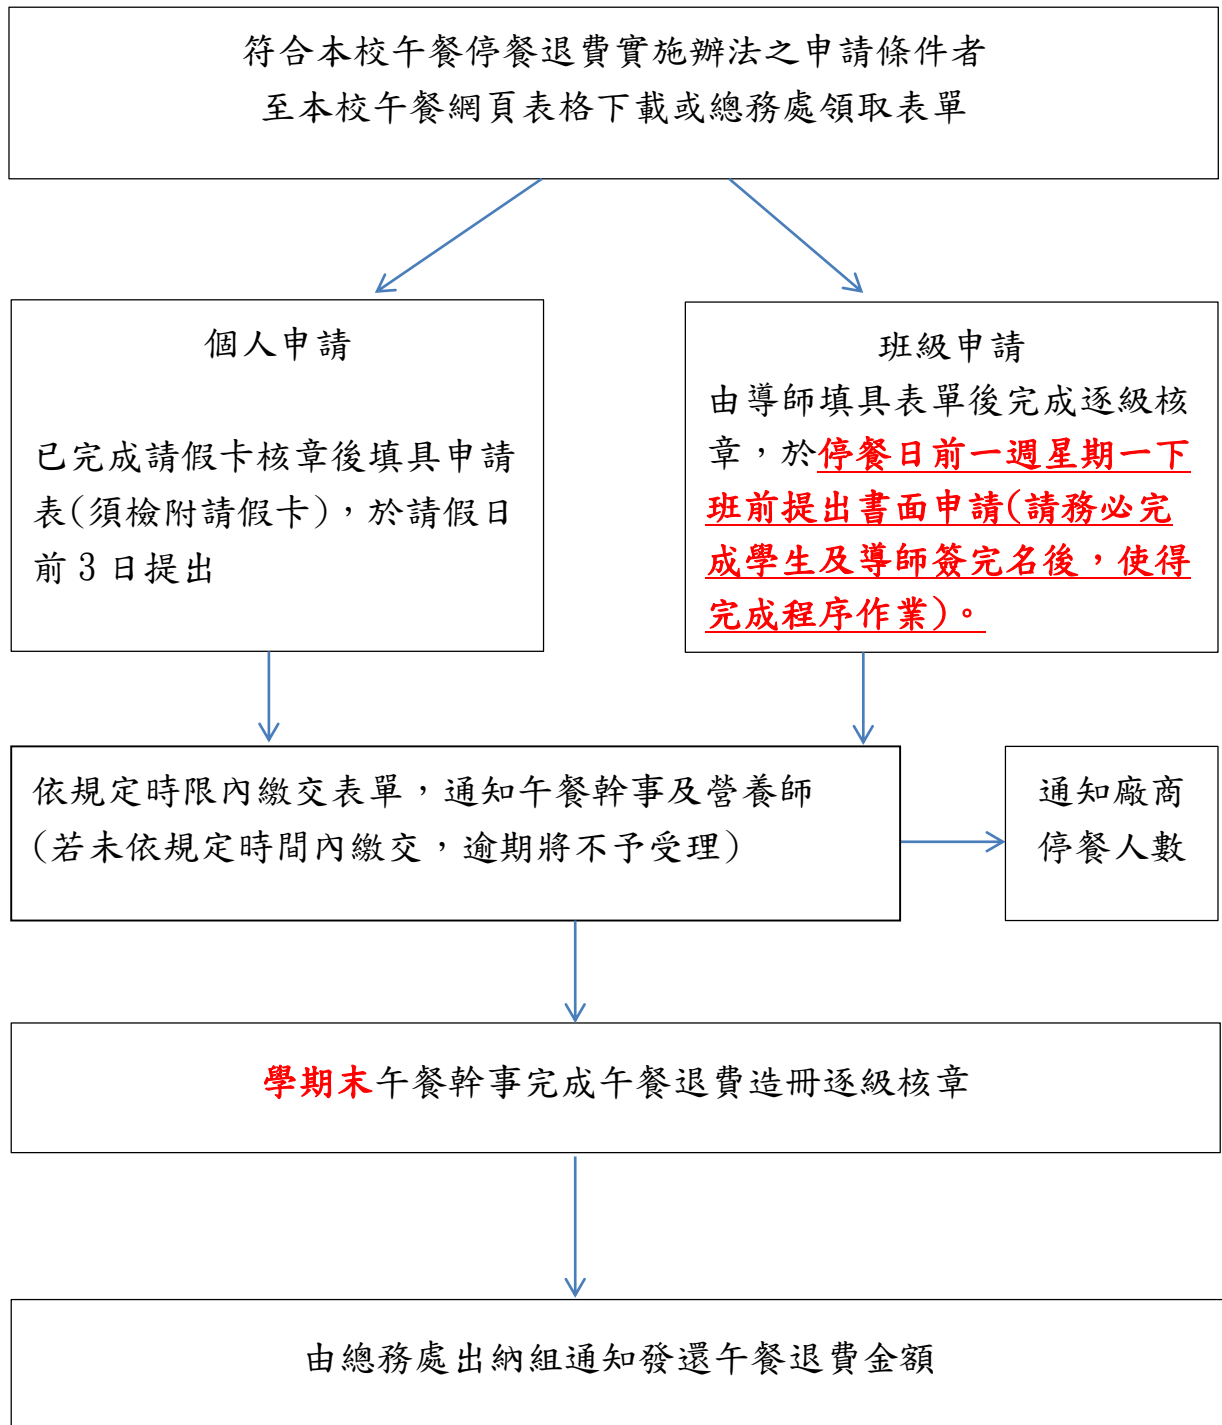 符合本校午餐停餐退費實施辦法之申請條件者
至本校午餐網頁表格下載或總務處領取表單
個人申請
已完成請假卡核章後填具申請
表(須檢附請假卡)，於請假日
前 3 日提出
班級申請
由導師填具表單後完成逐級核
章，於停餐日前一週星期一下
班前提出書面申請(請務必完
成學生及導師簽完名後，使得
完成程序作業)。
依規定時限內繳交表單，通知午餐幹事及營養師
(若未依規定時間內繳交，逾期將不予受理)
通知廠商
停餐人數
學期末午餐幹事完成午餐退費造冊逐級核章
由總務處出納組通知發還午餐退費金額